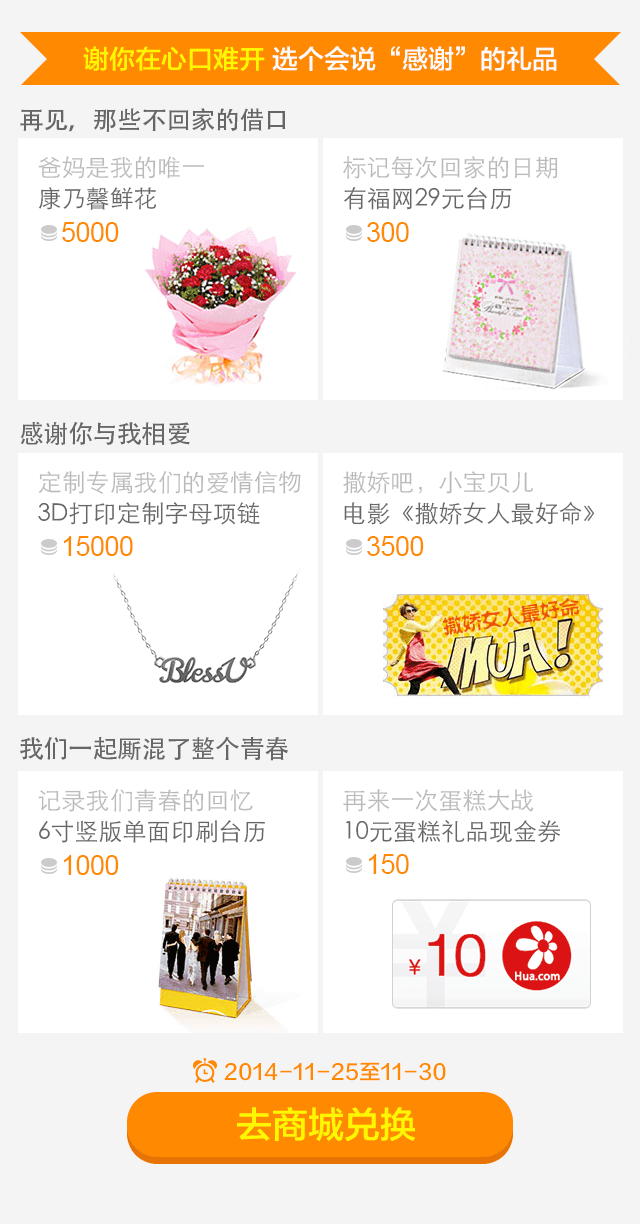 谢你在心口难开 选个会说“感谢”的礼品
再见，那些不回家的借口
爸妈是我的唯一
康乃馨鲜花
5000
标记每次回家的日期
有福网29元台历
300
感谢你与我相爱
定制专属我们的爱情信物
3D打印定制字母项链
15000
BlessU
撒娇吧，小宝贝儿
电影《撒娇女人最好命》
3500
撒娇女人最好命
MUA!
我们一起厮混了整个青春
记录我们青春的回忆
6寸竖版单面印刷台历
1000
再来一次蛋糕大战
10元蛋糕礼品现金券
150
¥10
Hua.com
2014-11-25至11-30
去商城兑换